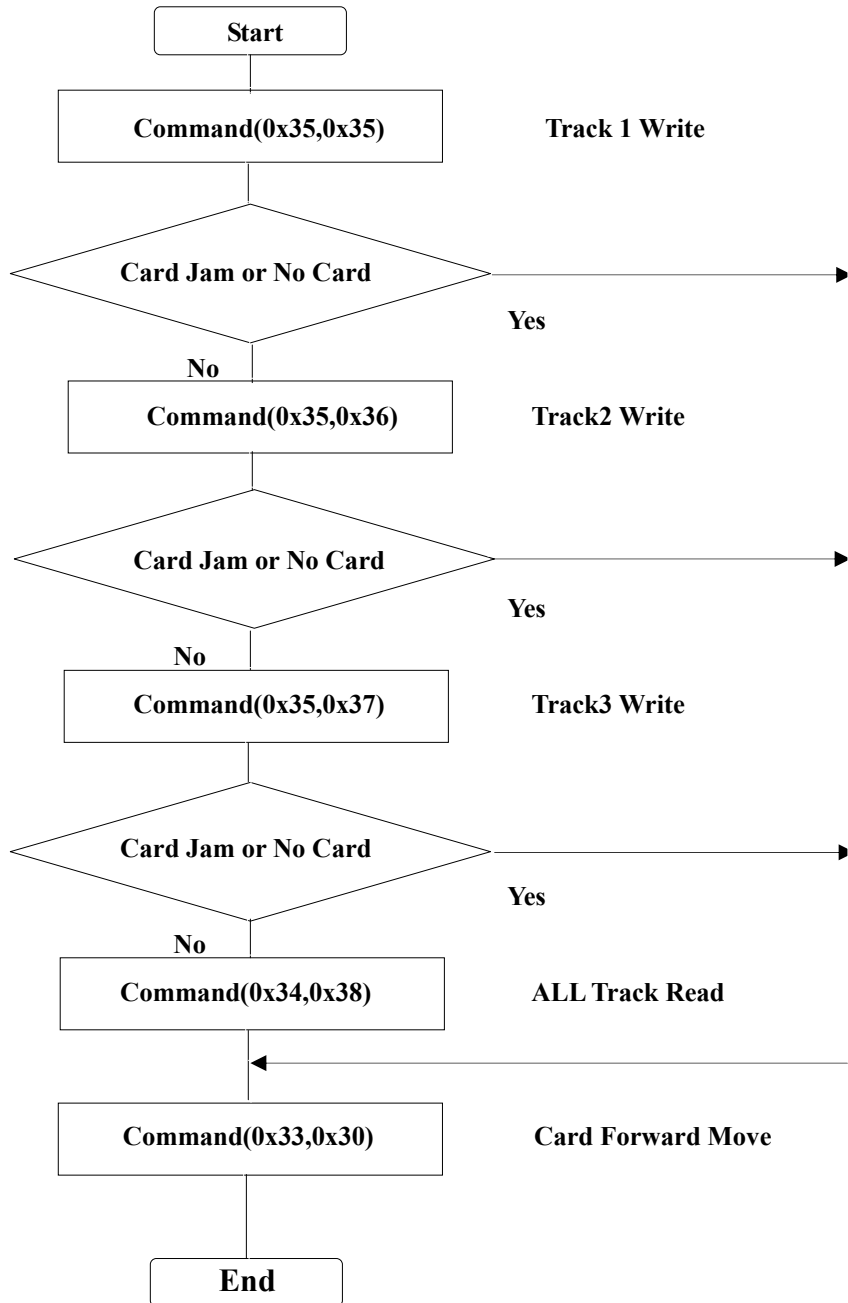 Start
Command(0x35,0x35) Track 1 Write
Card Jam or No Card
Yes
No
Command(0x35,0x36) Track2 Write
Card Jam or No Card
Yes
No
Command(0x35,0x37) Track3 Write
Card Jam or No Card
Yes
No
Command(0x34,0x38) ALL Track Read
Command(0x33,0x30) Card Forward Move
End